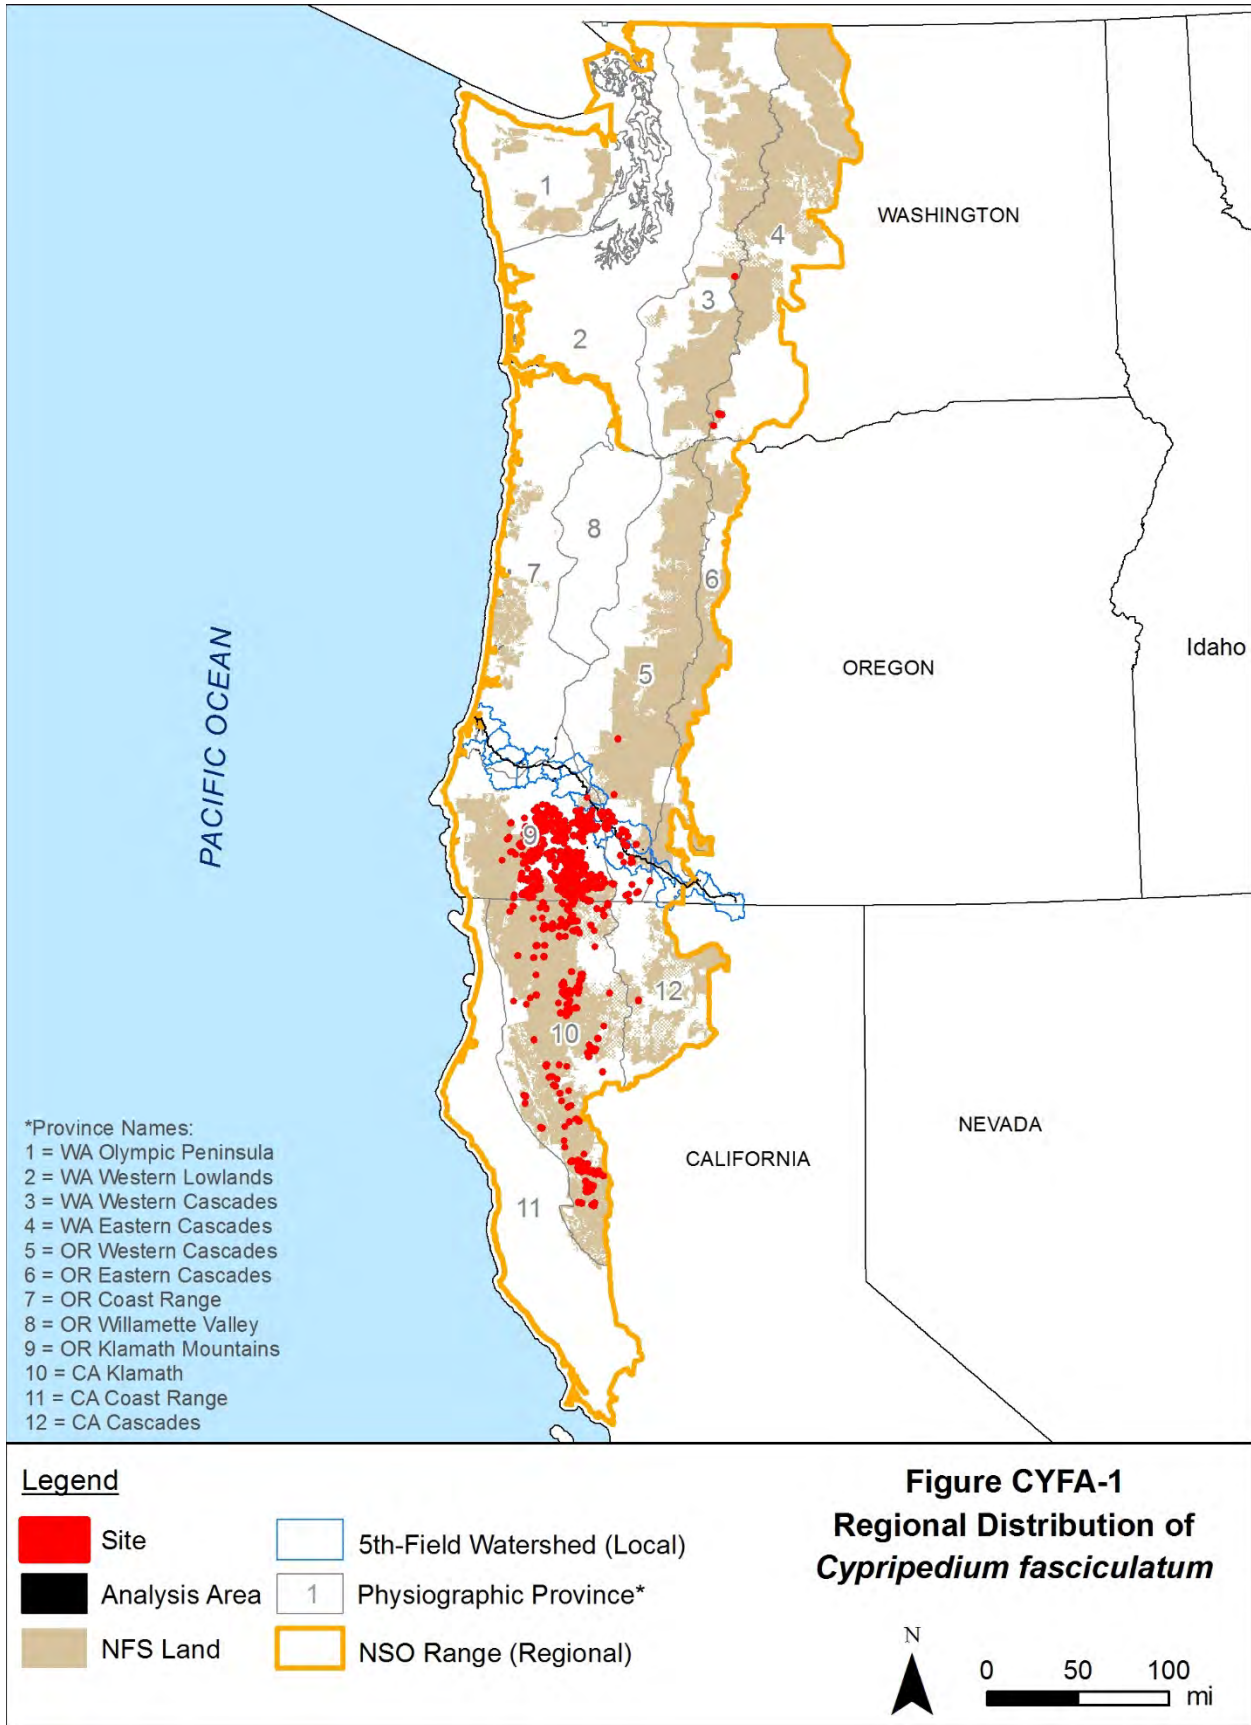 WASHINGTON
1
4
3
2
8
7
6
5
Idaho
OREGON
PACIFIC OCEAN
9
12
10
NEVADA
CALIFORNIA
11
*Province Names:
1 = WA Olympic Peninsula
2 = WA Western Lowlands
3 = WA Western Cascades
4 = WA Eastern Cascades
5 = OR Western Cascades
6 = OR Eastern Cascades
7 = OR Coast Range
8 = OR Willamette Valley
9 = OR Klamath Mountains
10 = CA Klamath
11 = CA Coast Range
12 = CA Cascades
Legend
Site
Analysis Area
NFS Land
5th-Field Watershed (Local)
1 Physiographic Province*
NSO Range (Regional)
Figure CYFA-1
Regional Distribution of
Cypripedium fasciculatum
N
0 50 100
mi